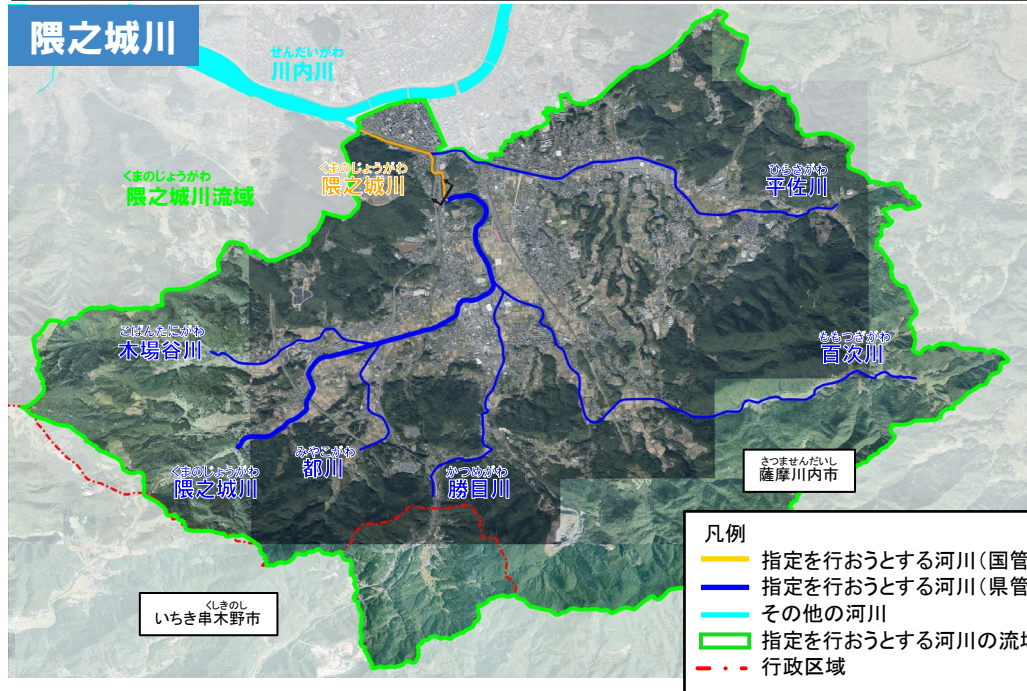 隈之城川
せんだいがわ
川内川
くまのじょうがわ
隈之城川流域
くまのじょうがわ
隈之城川
ひらさがわ
平佐川
こばんたにがわ
木場谷川
ももつぎがわ
百次川
くまのじょうがわ
隈之城川
みやこがわ
都川
かつめがわ
勝目川
さつませんだいし
薩摩川内市
くしきのし
いちき串木野市
凡例
指定を行おうとする河川(国管
指定を行おうとする河川(県管
その他の河川
指定を行おうとする河川の流域
行政区域